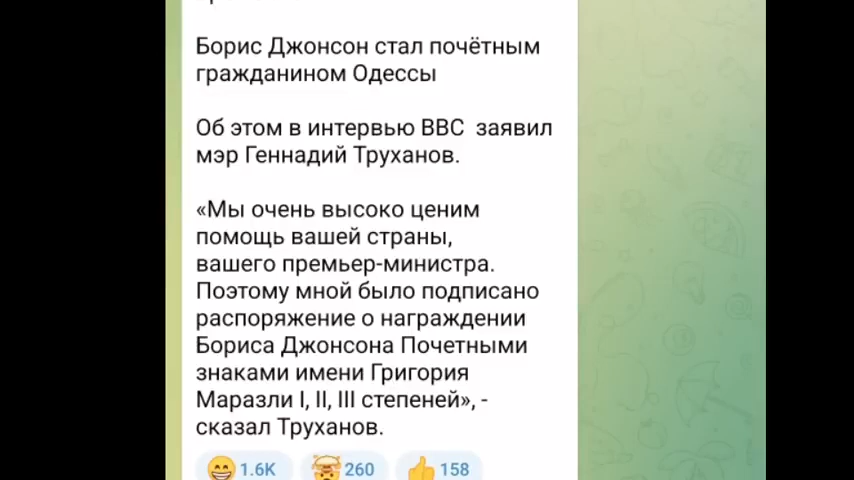 Борис Джонсон стал почётным
гражданином Одессы
Об этом в интервью BBC заявил
мэр Геннадий Труханов.
«Мы очень высоко ценим
помощь вашей страны,
вашего премьер-министра.
Поэтому мной было подписано
распоряжение о награждении
Бориса Джонсона Почетными
знаками имени Григория
Маразли I, II, III степеней», -
сказал Труханов.
1.6K 260 158